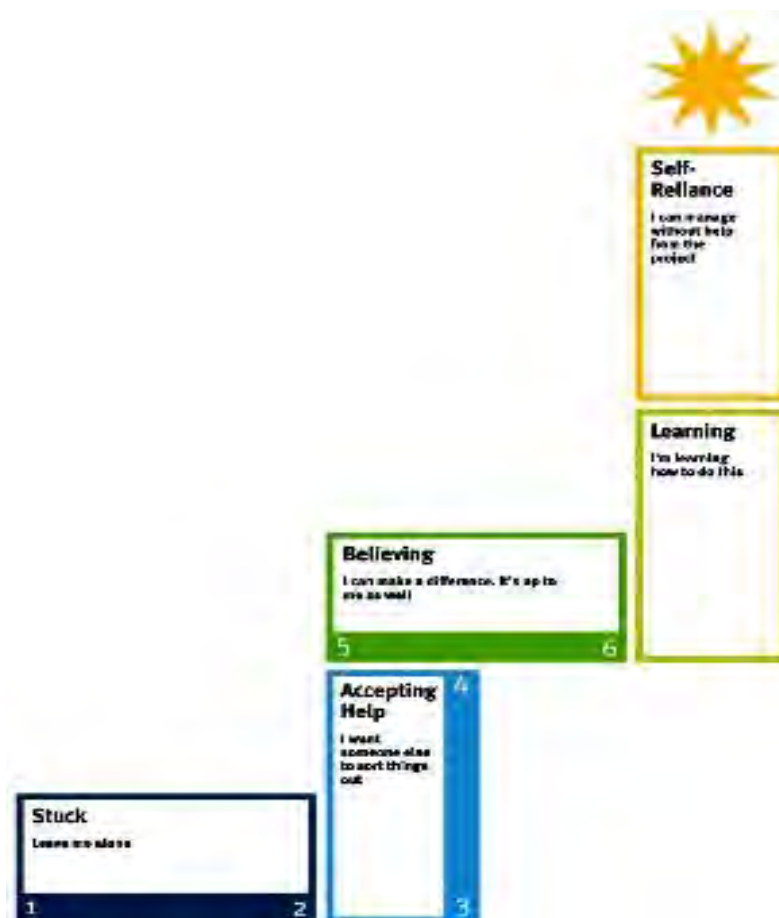 Self-
Reliance
I can manage
without help
from the
project
Learning
I'm learning
how to do this
Believing
I can make a difference. It's up to
me as well
5 6
Accepting 4
Help
I want
someone else
to sort things
out
3
Stuck
Leave me alone
1 2